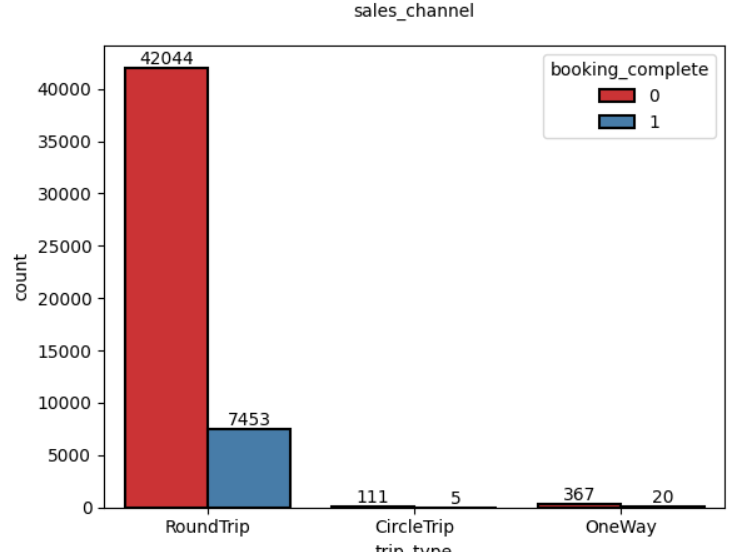 sales_channel
42044
booking_complete
0
1
40000
35000
30000
25000
count
20000
15000
10000
7453
5000
111
5
367
20
0
RoundTrip
CircleTrip
OneWay
trip_type